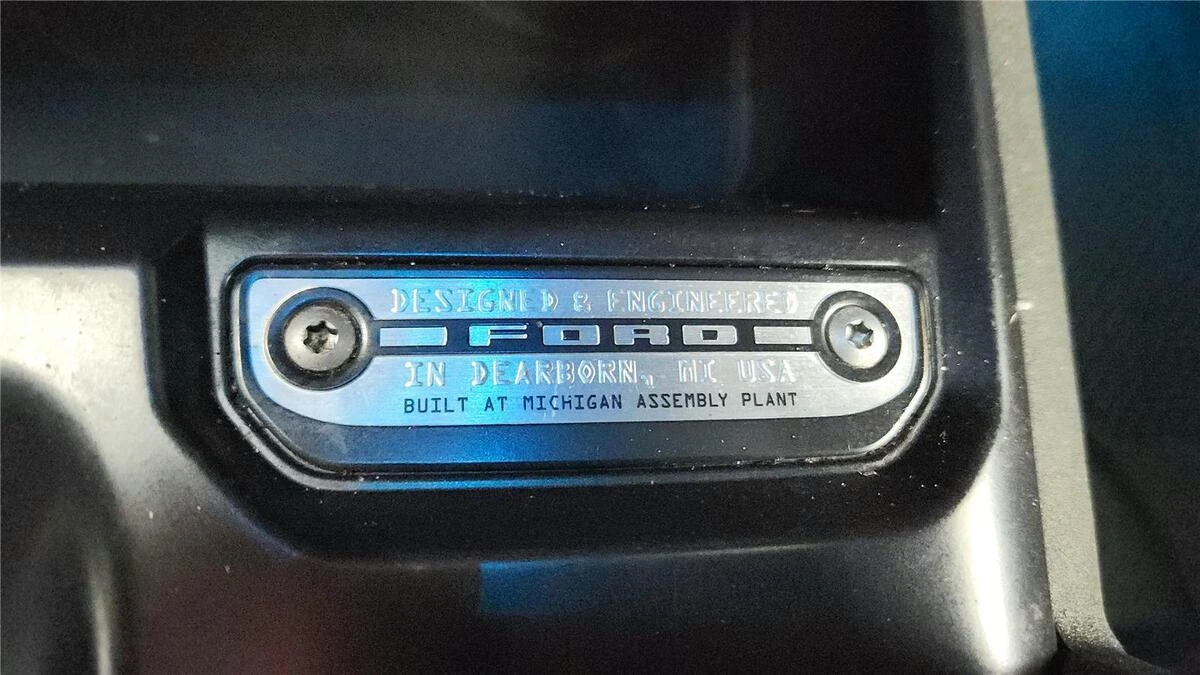 DESIGNED & ENGINEERED
FORD
IN DEARBORN, MI USA
BUILT AT MICHIGAN ASSEMBLY PLANT